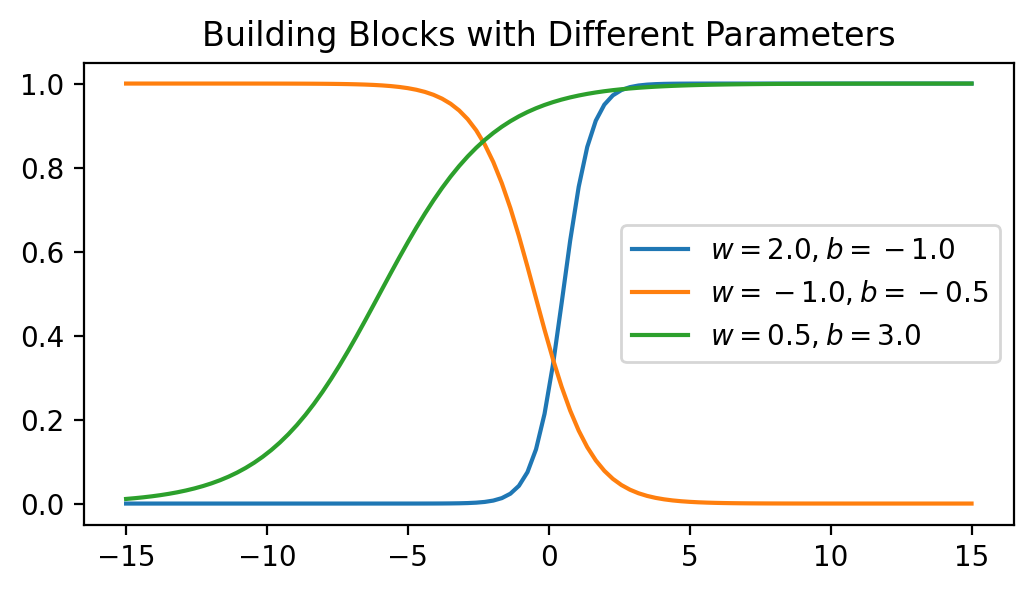 Building Blocks with Different Parameters
1.0
0.8
0.6
0.4
0.2
0.0
w = 2.0, b = −1.0
w = −1.0, b = −0.5
w = 0.5, b = 3.0
−15 −10 −5 0 5 10 15